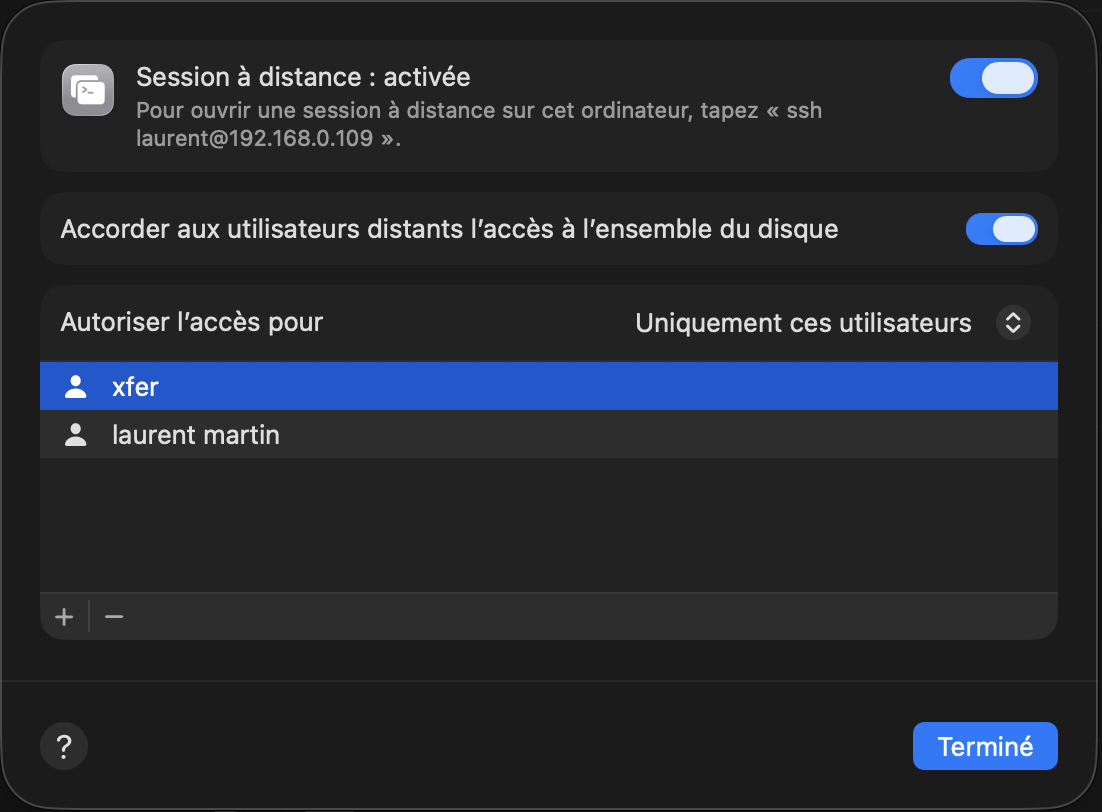 Session à distance : activée
Pour ouvrir une session à distance sur cet ordinateur, tapez « ssh
laurent@192.168.0.109 ».
Accorder aux utilisateurs distants l’accès à l’ensemble du disque
Autoriser l’accès pour
Uniquement ces utilisateurs
xfer
laurent martin
+
−
?
Terminé